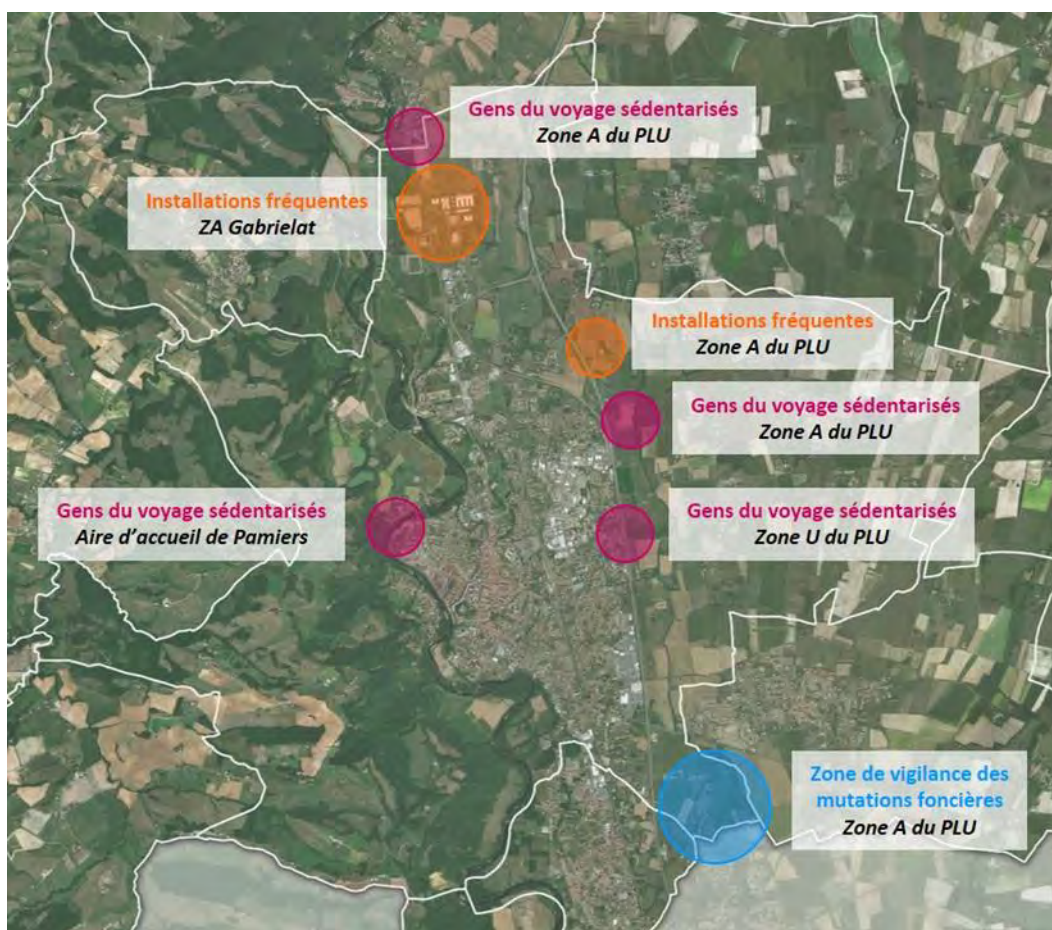 Gens du voyage sédentarisés
Zone A du PLU
Installations fréquentes
ZA Gabrielat
Installations fréquentes
Zone A du PLU
Gens du voyage sédentarisés
Zone A du PLU
Gens du voyage sédentarisés
Aire d'accueil de Pamiers
Gens du voyage sédentarisés
Zone U du PLU
Zone de vigilance des
mutations foncières
Zone A du PLU